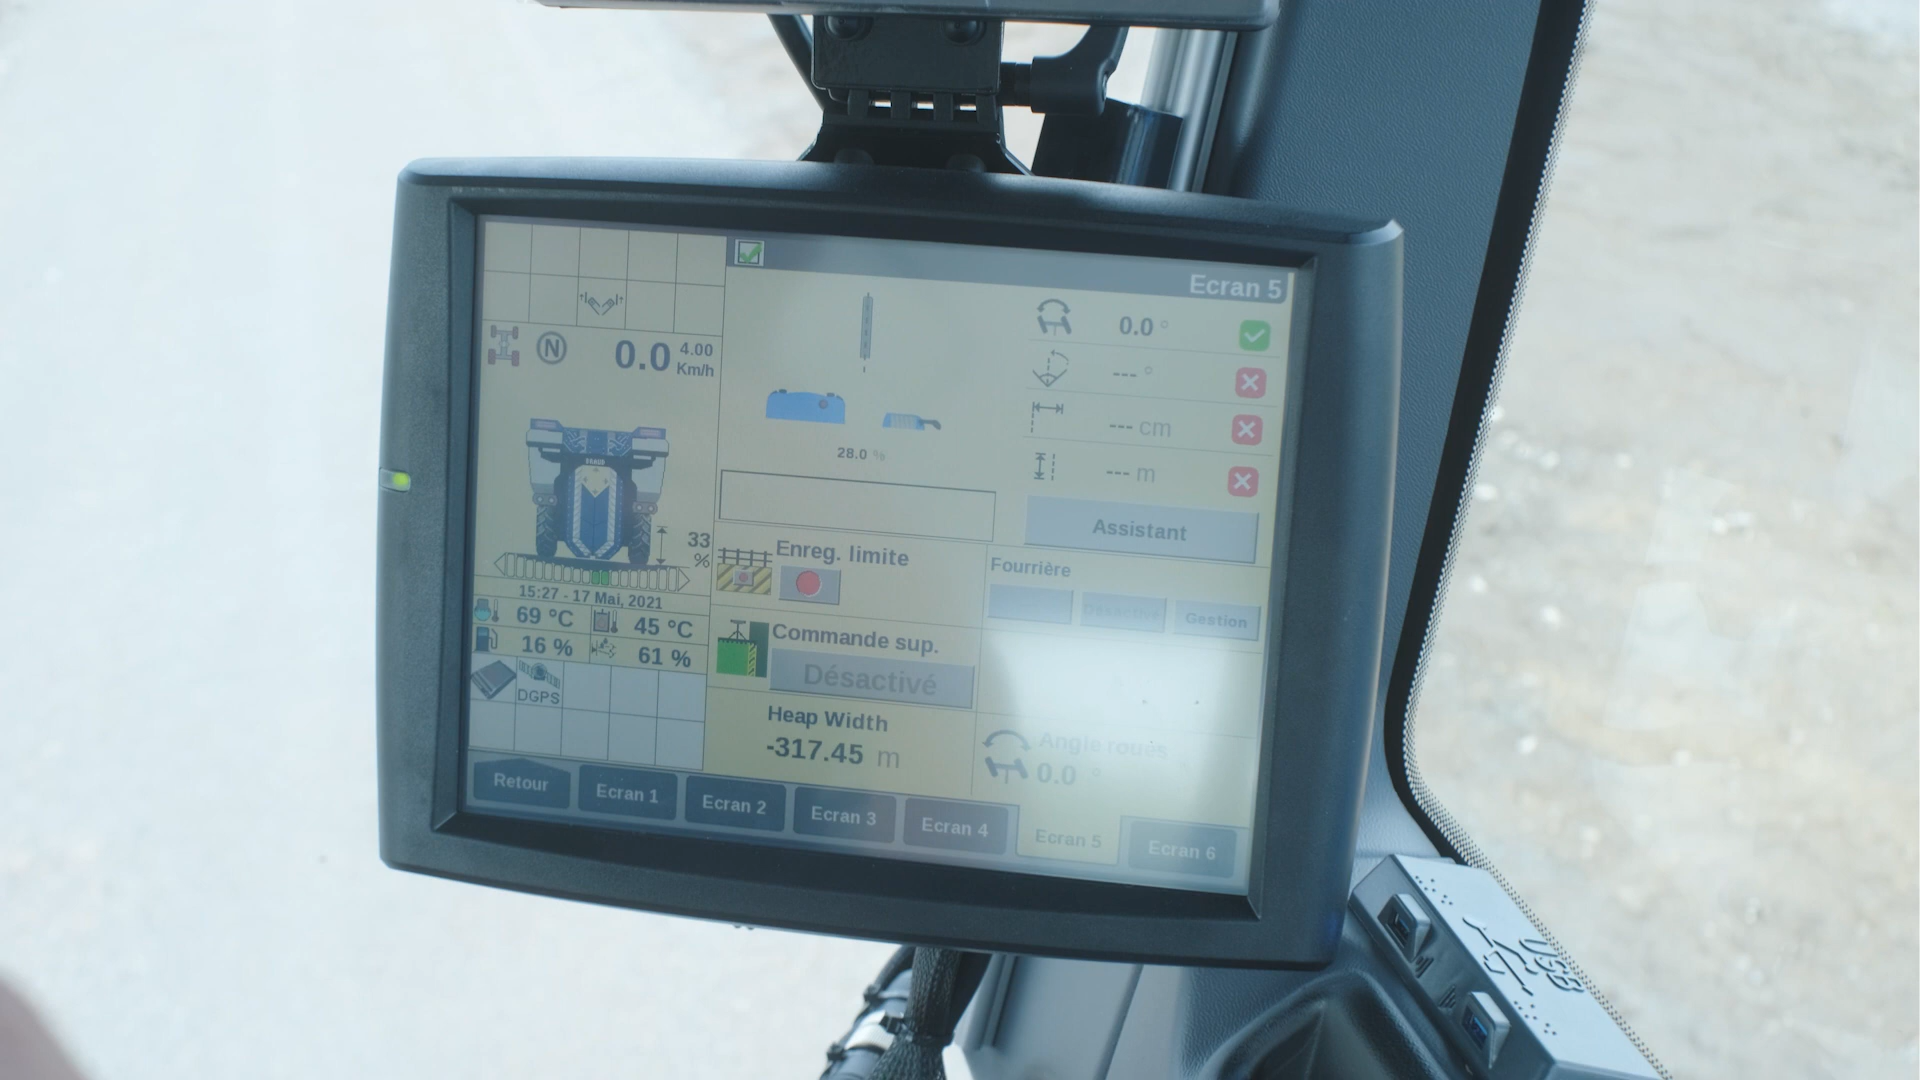 Ecran 5
N
0.0
4.00
Km/h
0.0 °
--- °
--- cm
--- m
28.0 %
Assistant
33
%
Enreg. limite
Fourrière
Gestion
15:27 - 17 Mai, 2021
69 °C
45 °C
16 %
61 %
Commande sup.
Désactivé
DGPS
Heap Width
-317.45 m
Angle roues
0.0 °
Retour
Ecran 1
Ecran 2
Ecran 3
Ecran 4
Ecran 5
Ecran 6
USB